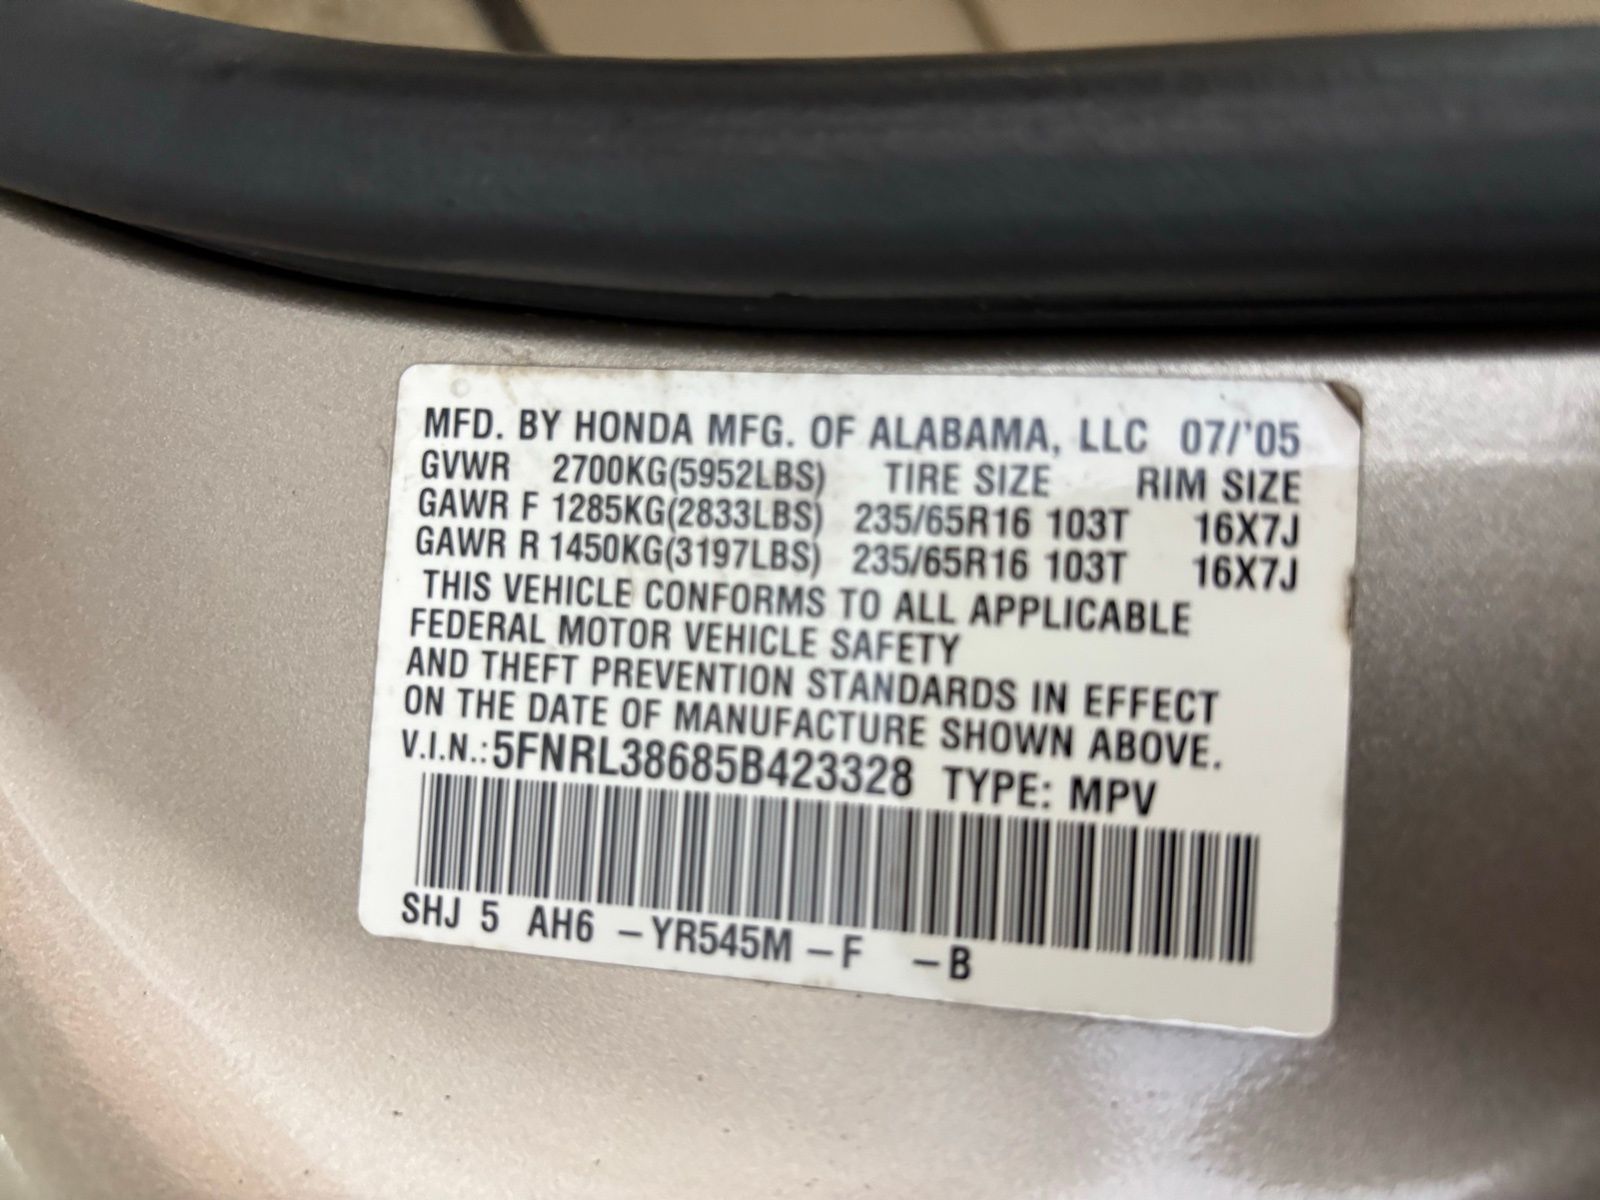 MFD. BY HONDA MFG. OF ALABAMA, LLC 07/'05
GVWR 2700KG(5952LBS) TIRE SIZE RIM SIZE
GAWR F 1285KG(2833LBS) 235/65R16 103T 16X7J
GAWR R 1450KG(3197LBS) 235/65R16 103T 16X7J
THIS VEHICLE CONFORMS TO ALL APPLICABLE
FEDERAL MOTOR VEHICLE SAFETY
AND THEFT PREVENTION STANDARDS IN EFFECT
ON THE DATE OF MANUFACTURE SHOWN ABOVE.
V.I.N.: 5FNRL38685B423328 TYPE: MPV
SHJ 5 AH6 – YR545M – F – B